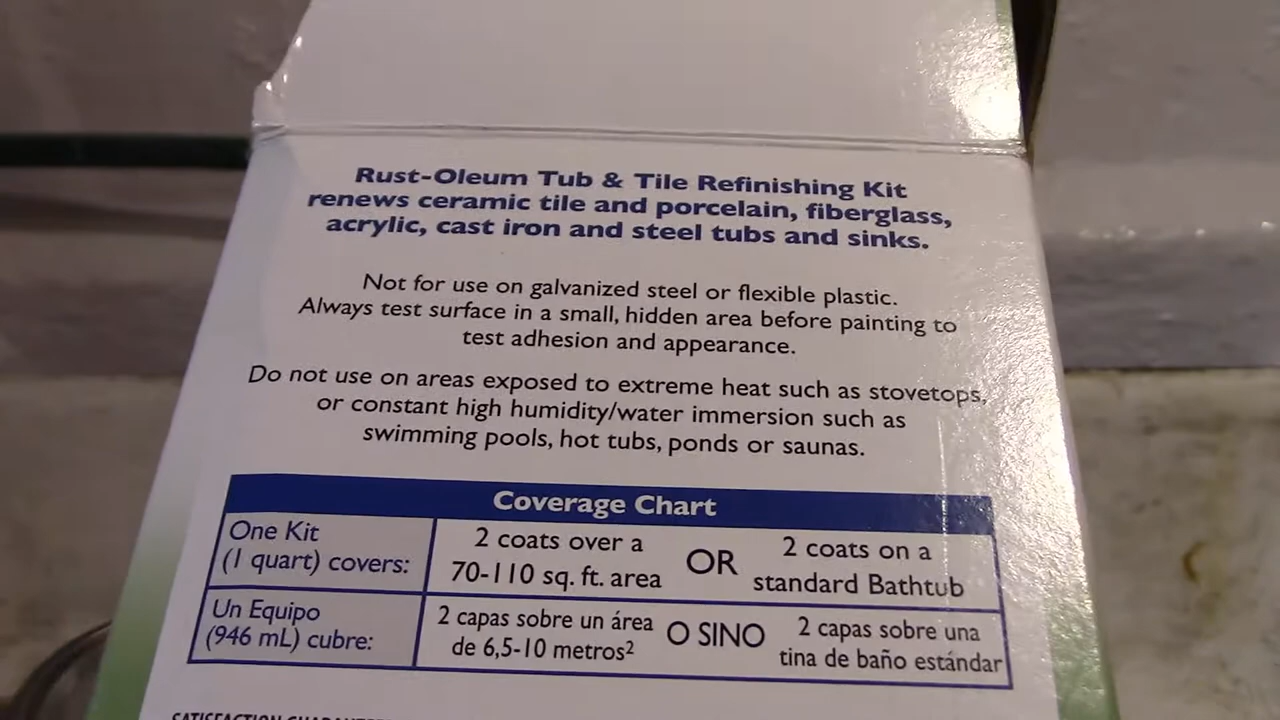 Rust-Oleum Tub & Tile Refinishing Kit
renews ceramic tile and porcelain, fiberglass,
acrylic, cast iron and steel tubs and sinks.
Not for use on galvanized steel or flexible plastic.
Always test surface in a small, hidden area before painting to
test adhesion and appearance.
Do not use on areas exposed to extreme heat such as stovetops,
or constant high humidity/water immersion such as
swimming pools, hot tubs, ponds or saunas.
Coverage Chart
One Kit
(1 quart) covers:
2 coats over a
70-110 sq. ft. area
OR
2 coats on a
standard Bathtub
Un Equipo
(946 mL) cubre:
2 capas sobre un área
de 6,5-10 metros²
O SINO
2 capas sobre una
tina de baño estándar